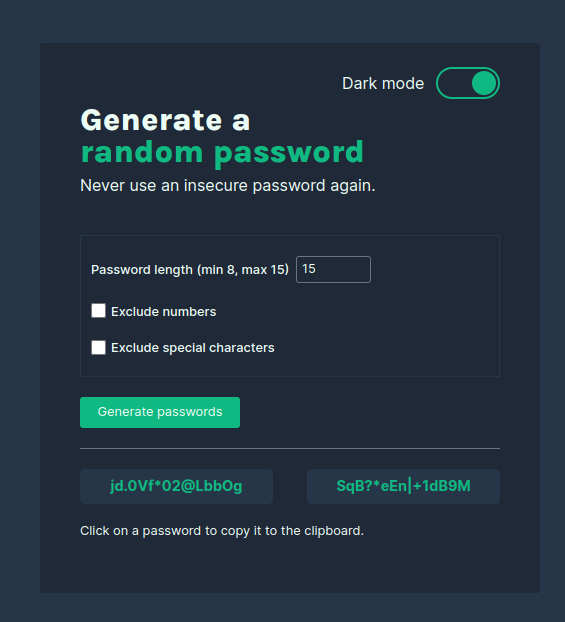 Dark mode
Generate a
random password
Never use an insecure password again.
Password length (min 8, max 15) 15
Exclude numbers
Exclude special characters
Generate passwords
jd.0Vf*02@LbbOg SqB?*eEn|+1dB9M
Click on a password to copy it to the clipboard.